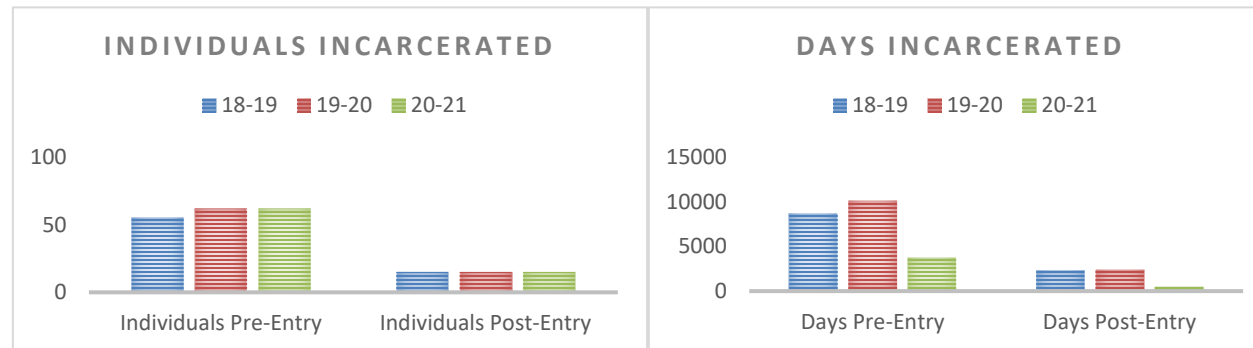 INDIVIDUALS INCARCERATED
18-19 19-20 20-21
100
50
0
Individuals Pre-Entry Individuals Post-Entry
DAYS INCARCERATED
18-19 19-20 20-21
15000
10000
5000
0
Days Pre-Entry Days Post-Entry